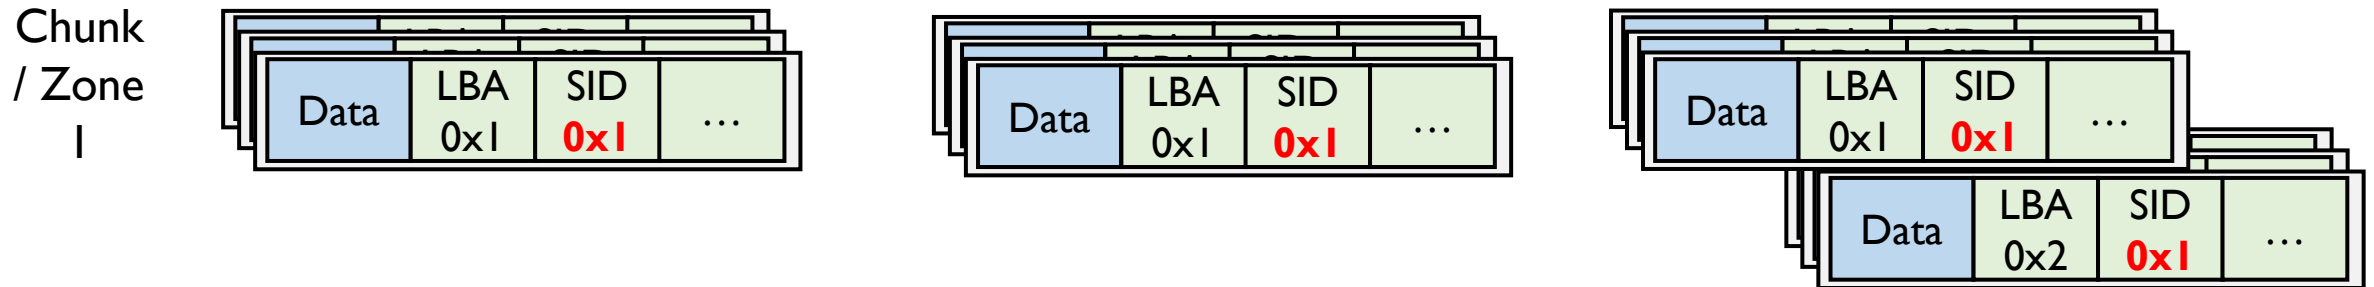 Chunk
/ Zone
1
Data
LBA
0x1
SID
0x1
…
Data
LBA
0x1
SID
0x1
…
Data
LBA
0x1
SID
0x1
…
Data
LBA
0x2
SID
0x1
…